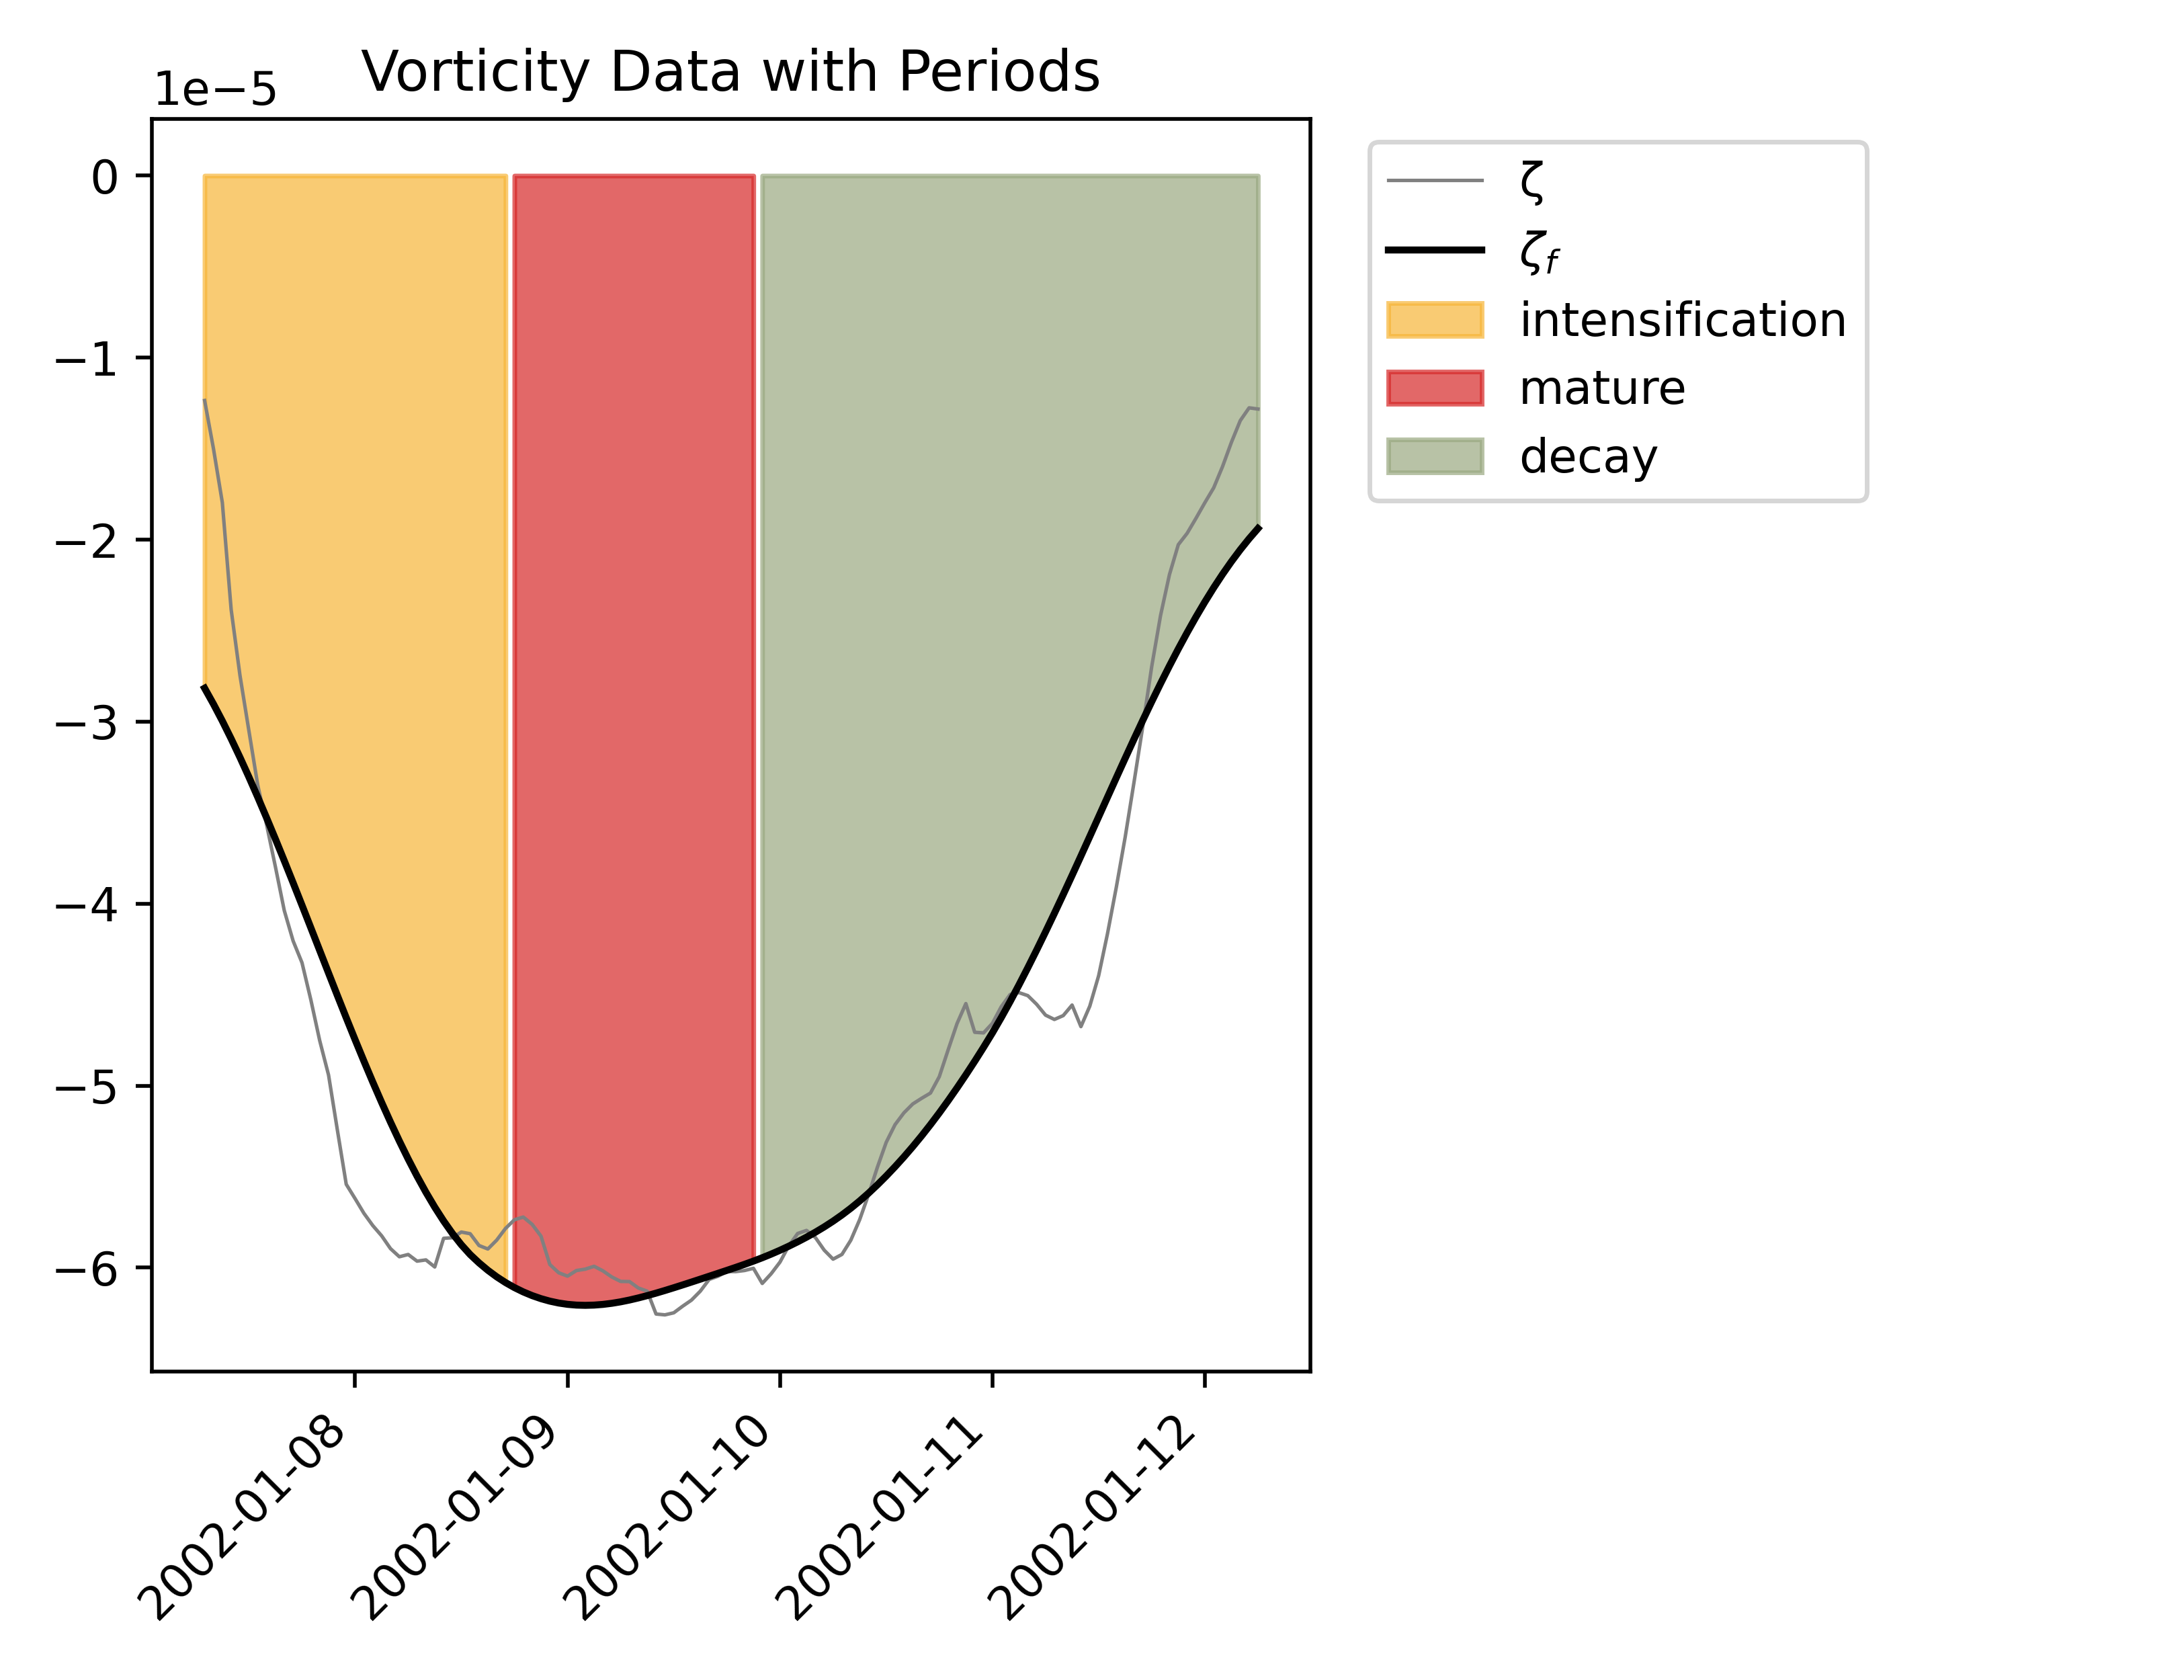 Vorticity Data with Periods
1e−5
0
−1
−2
−3
−4
−5
−6
2002-01-08
2002-01-09
2002-01-10
2002-01-11
2002-01-12
ζ
ζf
intensification
mature
decay